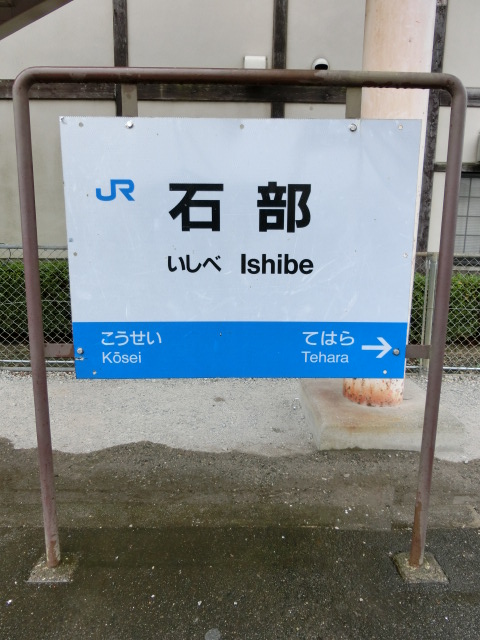 JR 石部
いしべ Ishibe
こうせい てはら →
Kōsei Tehara